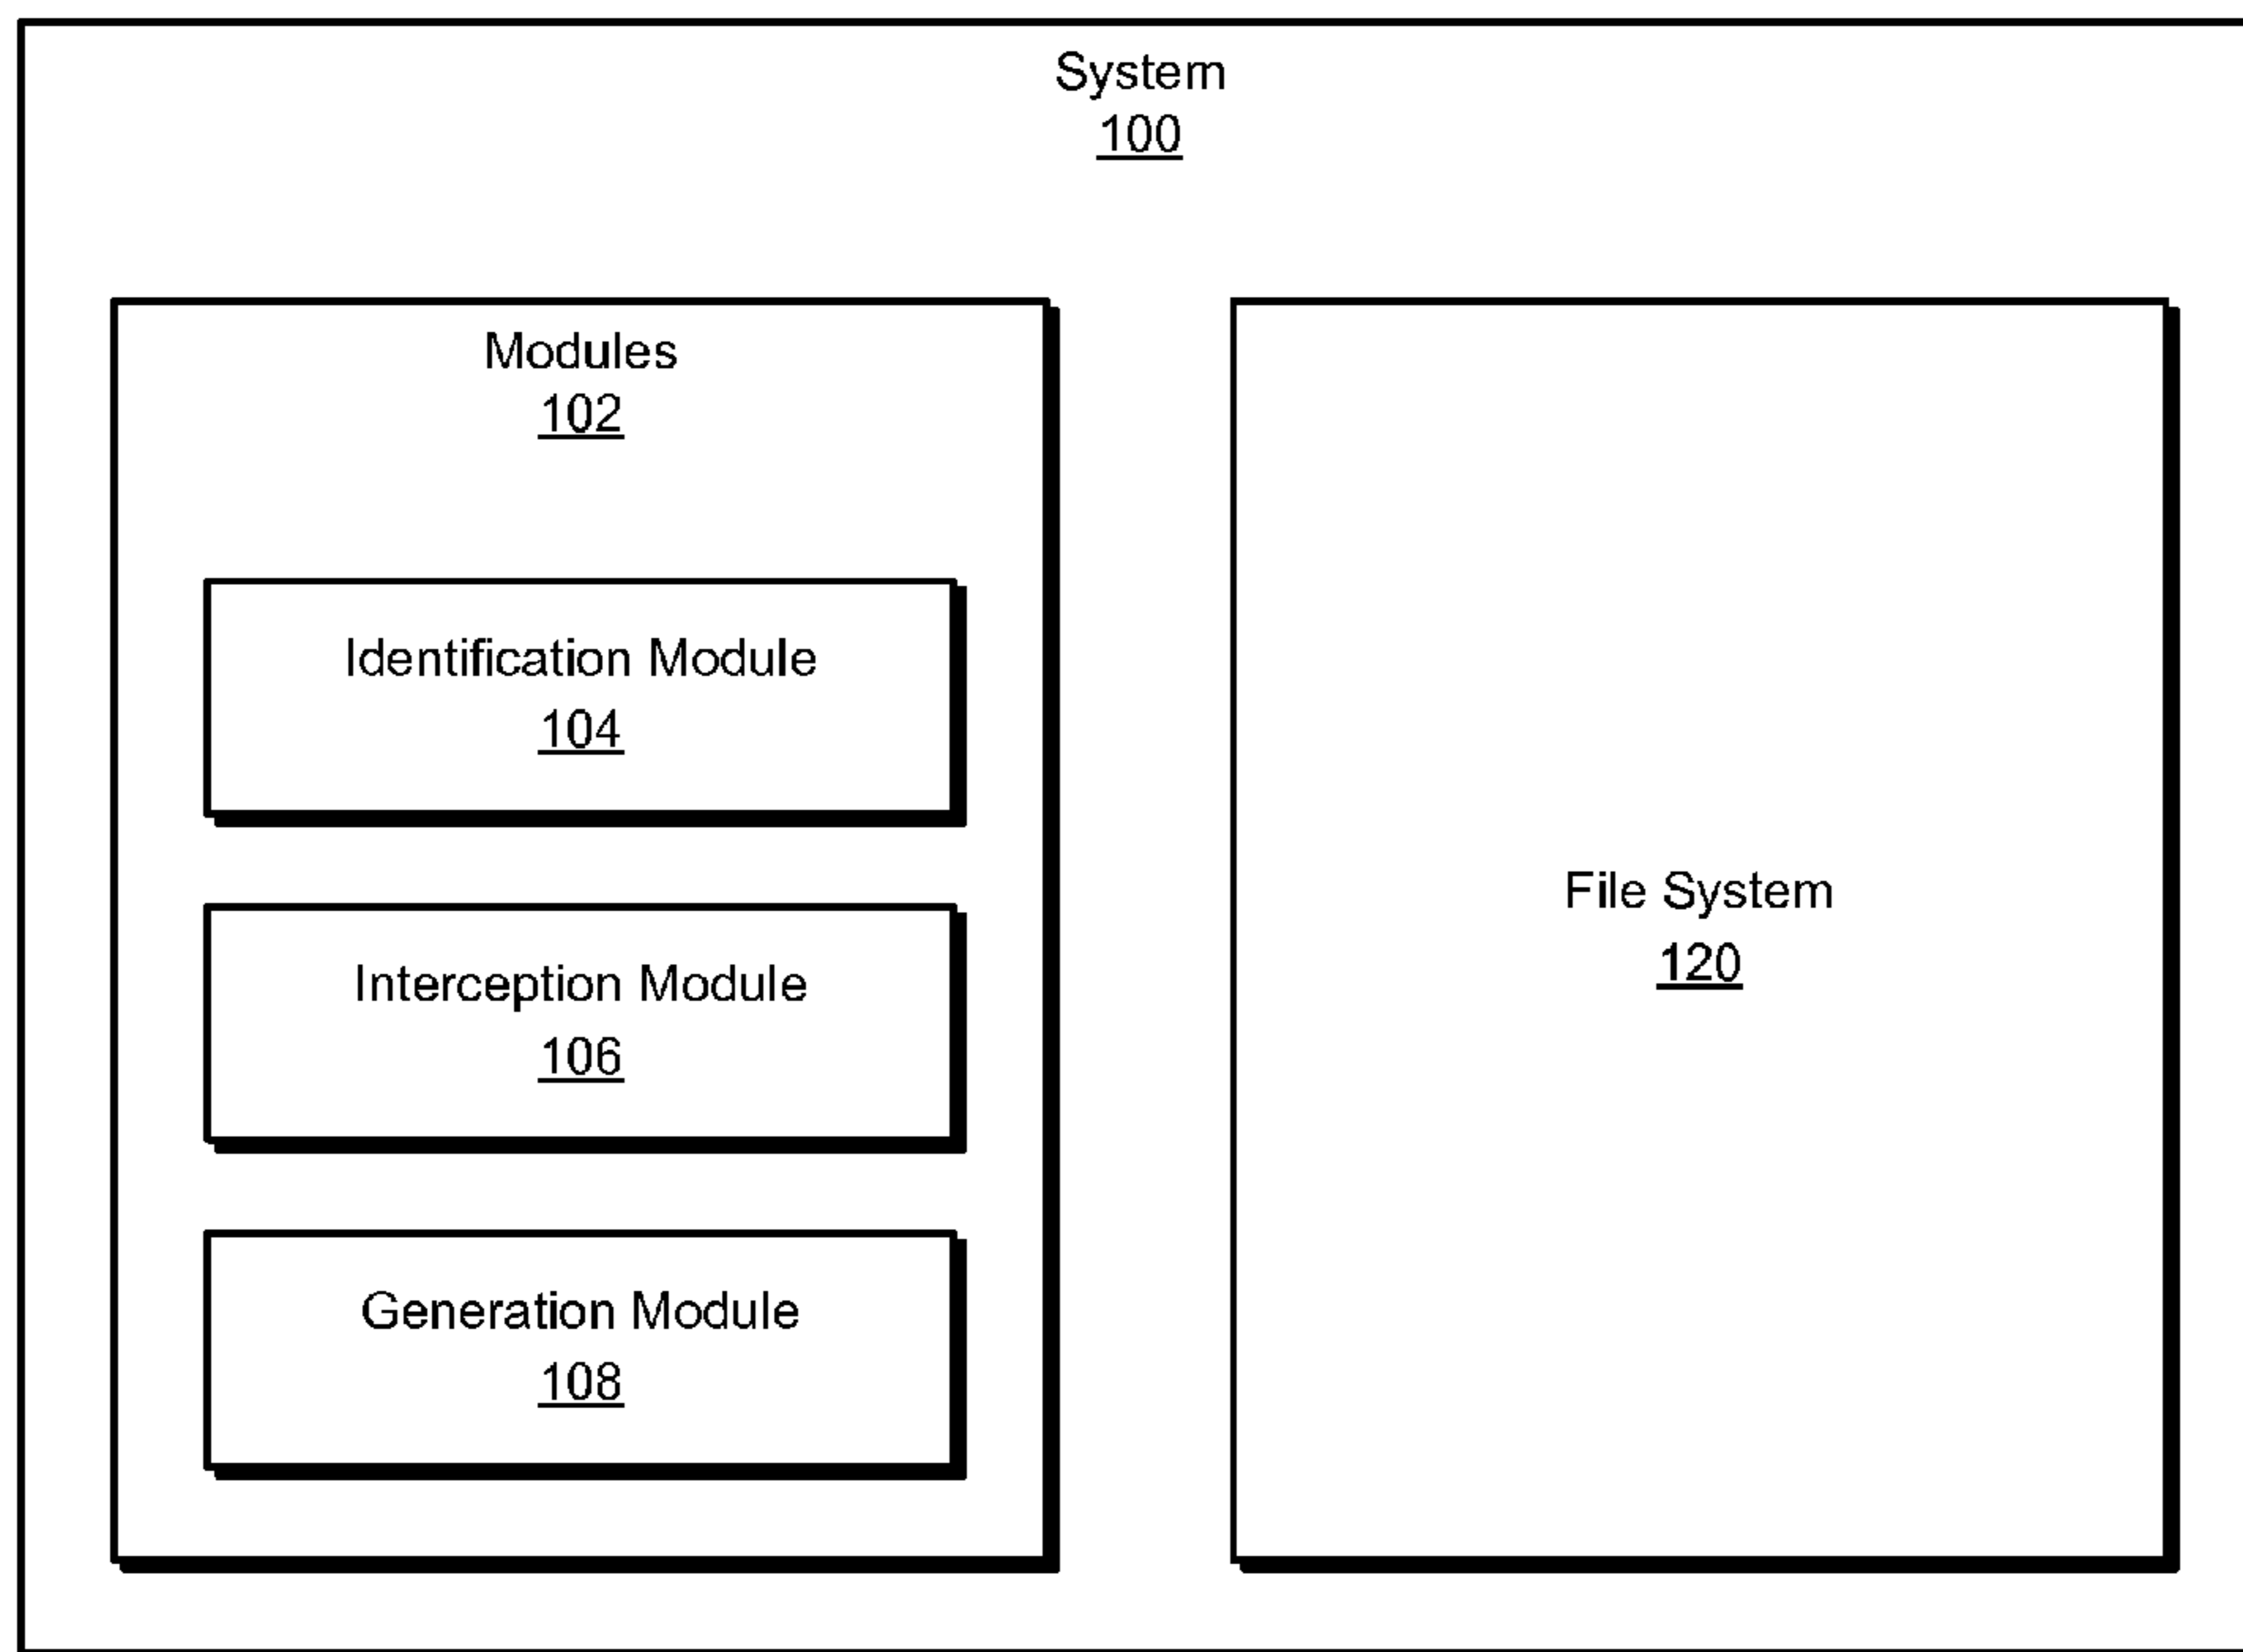 System
100
Modules
102
Identification Module
104
Interception Module
106
Generation Module
108
File System
120